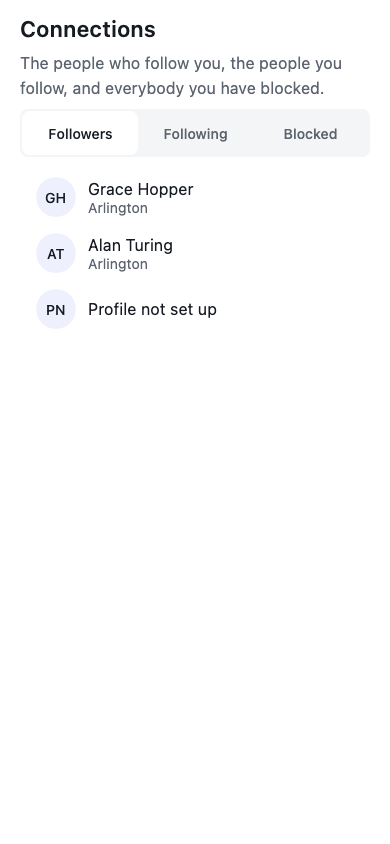 Connections
The people who follow you, the people you
follow, and everybody you have blocked.
Followers
Following
Blocked
GH
Grace Hopper
Arlington
AT
Alan Turing
Arlington
PN
Profile not set up